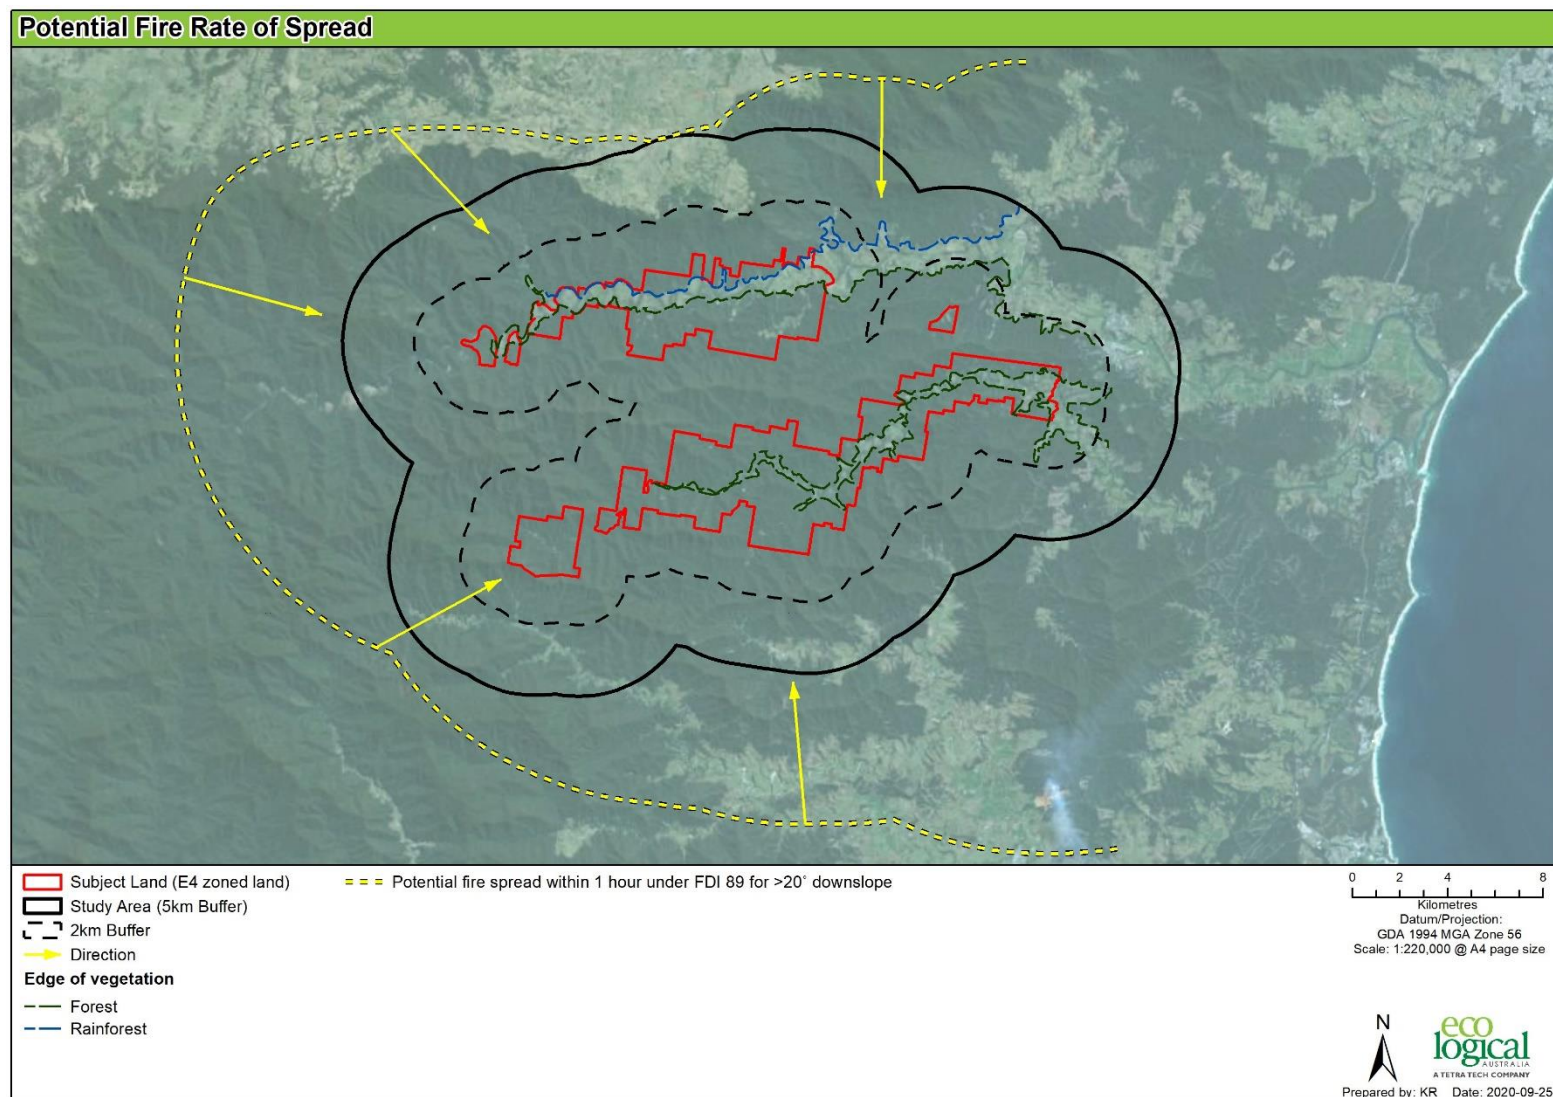 Potential Fire Rate of Spread
Subject Land (E4 zoned land)
Study Area (5km Buffer)
2km Buffer
Direction
Edge of vegetation
Forest
Rainforest
Potential fire spread within 1 hour under FDI 89 for >20° downslope
0 2 4 6 8
Kilometres
Datum/Projection:
GDA 1994 MGA Zone 56
Scale: 1:220,000 @ A4 page size
N
eco
logical
AUSTRALIA
A TETRA TECH COMPANY
Prepared by: KR Date: 2020-09-25